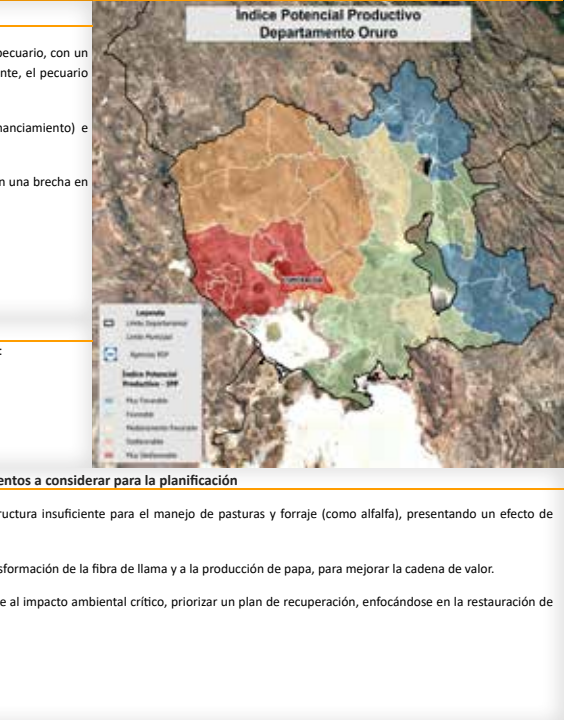 Índice Potencial Productivo
Departamento Oruro
pecuario, con un
nte, el pecuario
nanciamiento) e
n una brecha en
Leyenda
Límite Departamental
Límite Municipal
Agencias BDP
Índice Potencial
Productivo - IPP
Muy Favorable
Favorable
Medianamente Favorable
Desfavorable
Muy Desfavorable
:
entos a considerar para la planificación
ructura insuficiente para el manejo de pasturas y forraje (como alfalfa), presentando un efecto de
sformación de la fibra de llama y a la producción de papa, para mejorar la cadena de valor.
e al impacto ambiental crítico, priorizar un plan de recuperación, enfocándose en la restauración de